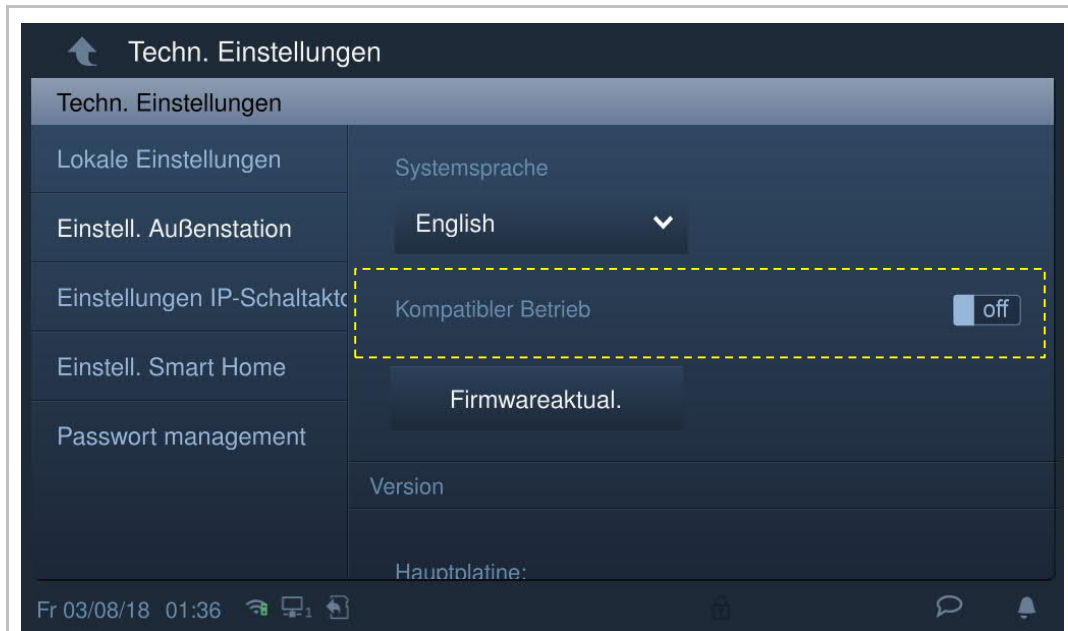 Techn. Einstellungen
Techn. Einstellungen
Lokale Einstellungen
Einstell. Außenstation
Einstellungen IP-Schaltakto
Einstell. Smart Home
Passwort management
Systemsprache
English
Kompatibler Betrieb
off
Firmwareaktual.
Version
Hauptplatine:
Fr 03/08/18 01:36 1